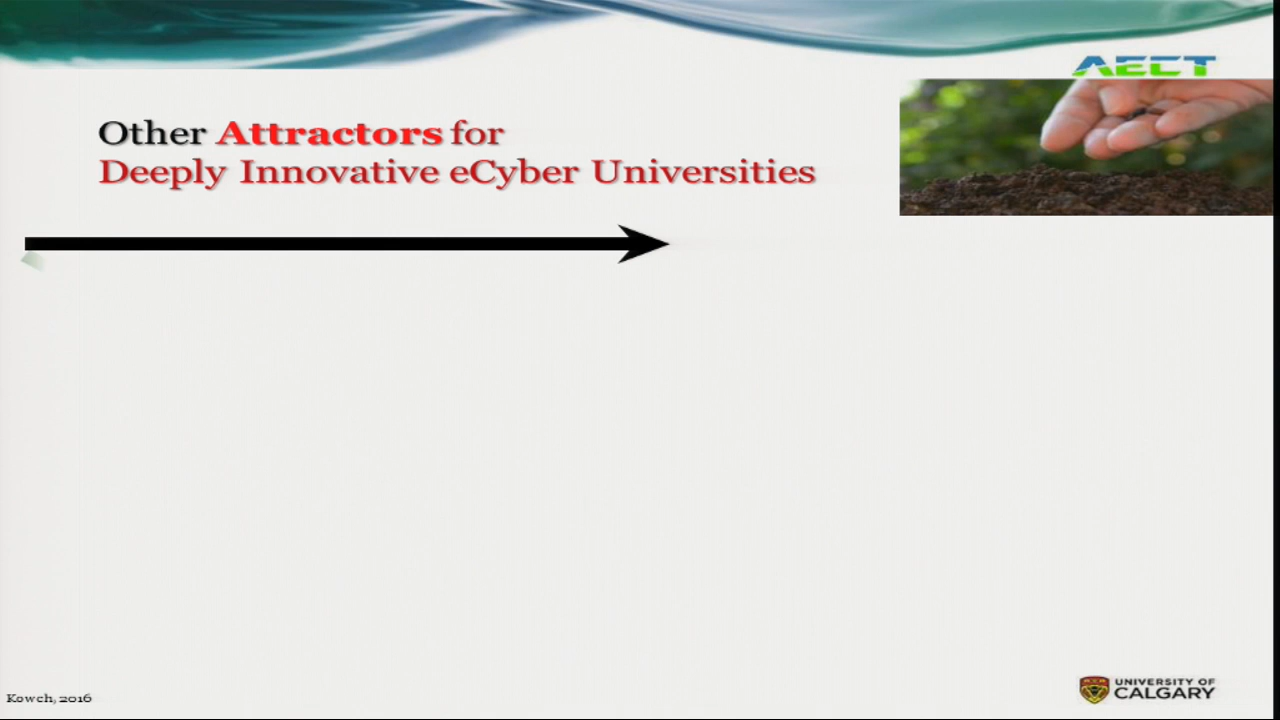 AECT
Other Attractors for
Deeply Innovative eCyber Universities
Kowch, 2016
UNIVERSITY OF
CALGARY